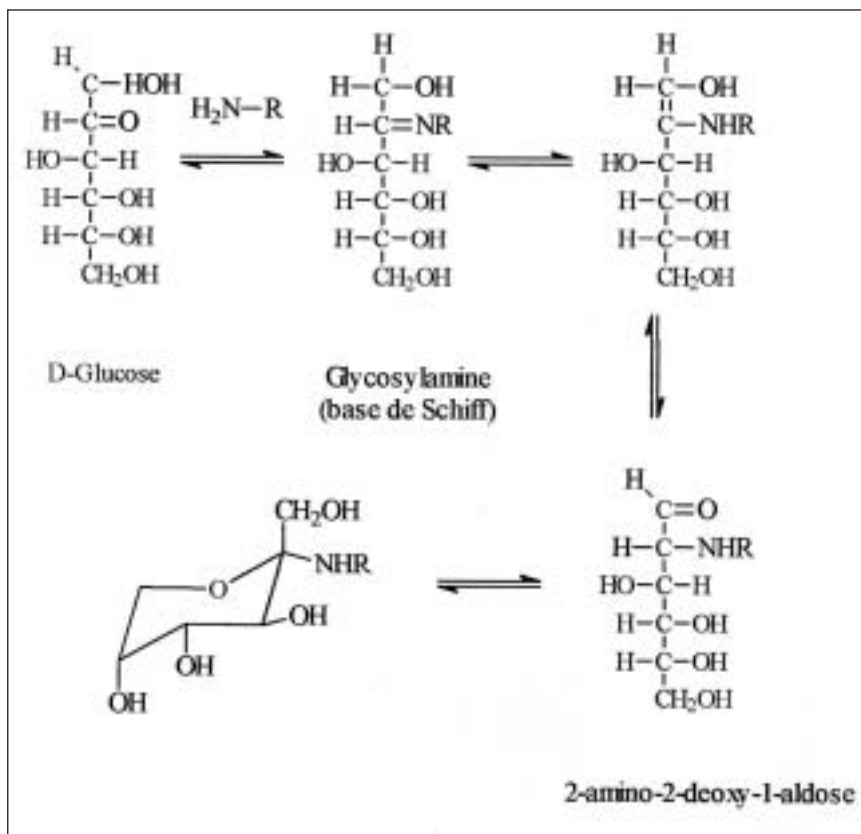 H
C–HOH
H–C=O
HO–C–H
H–C–OH
H–C–OH
CH₂OH
D-Glucose
H₂N–R
H
H–C–OH
H–C=NR
HO–C–H
H–C–OH
H–C–OH
CH₂OH
Glycosylamine
(base de Schiff)
H
H–C–OH
C–NHR
HO–C–H
H–C–OH
H–C–OH
CH₂OH
CH₂OH
NHR
O
OH
OH
OH
H
C=O
H–C–NHR
HO–C–H
H–C–OH
H–C–OH
CH₂OH
2-amino-2-deoxy-1-aldose